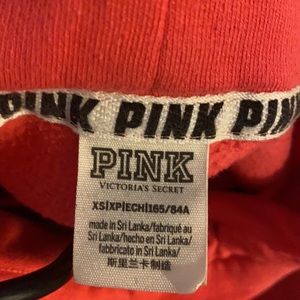 PINK PINK PIN
PINK
VICTORIA'S SECRET
XS|XP|ECH|165/84A
made in Sri Lanka/fabriqué au
Sri Lanka/hecho en Sri Lanka/
fabbricato in Sri Lanka/
斯里兰卡制造